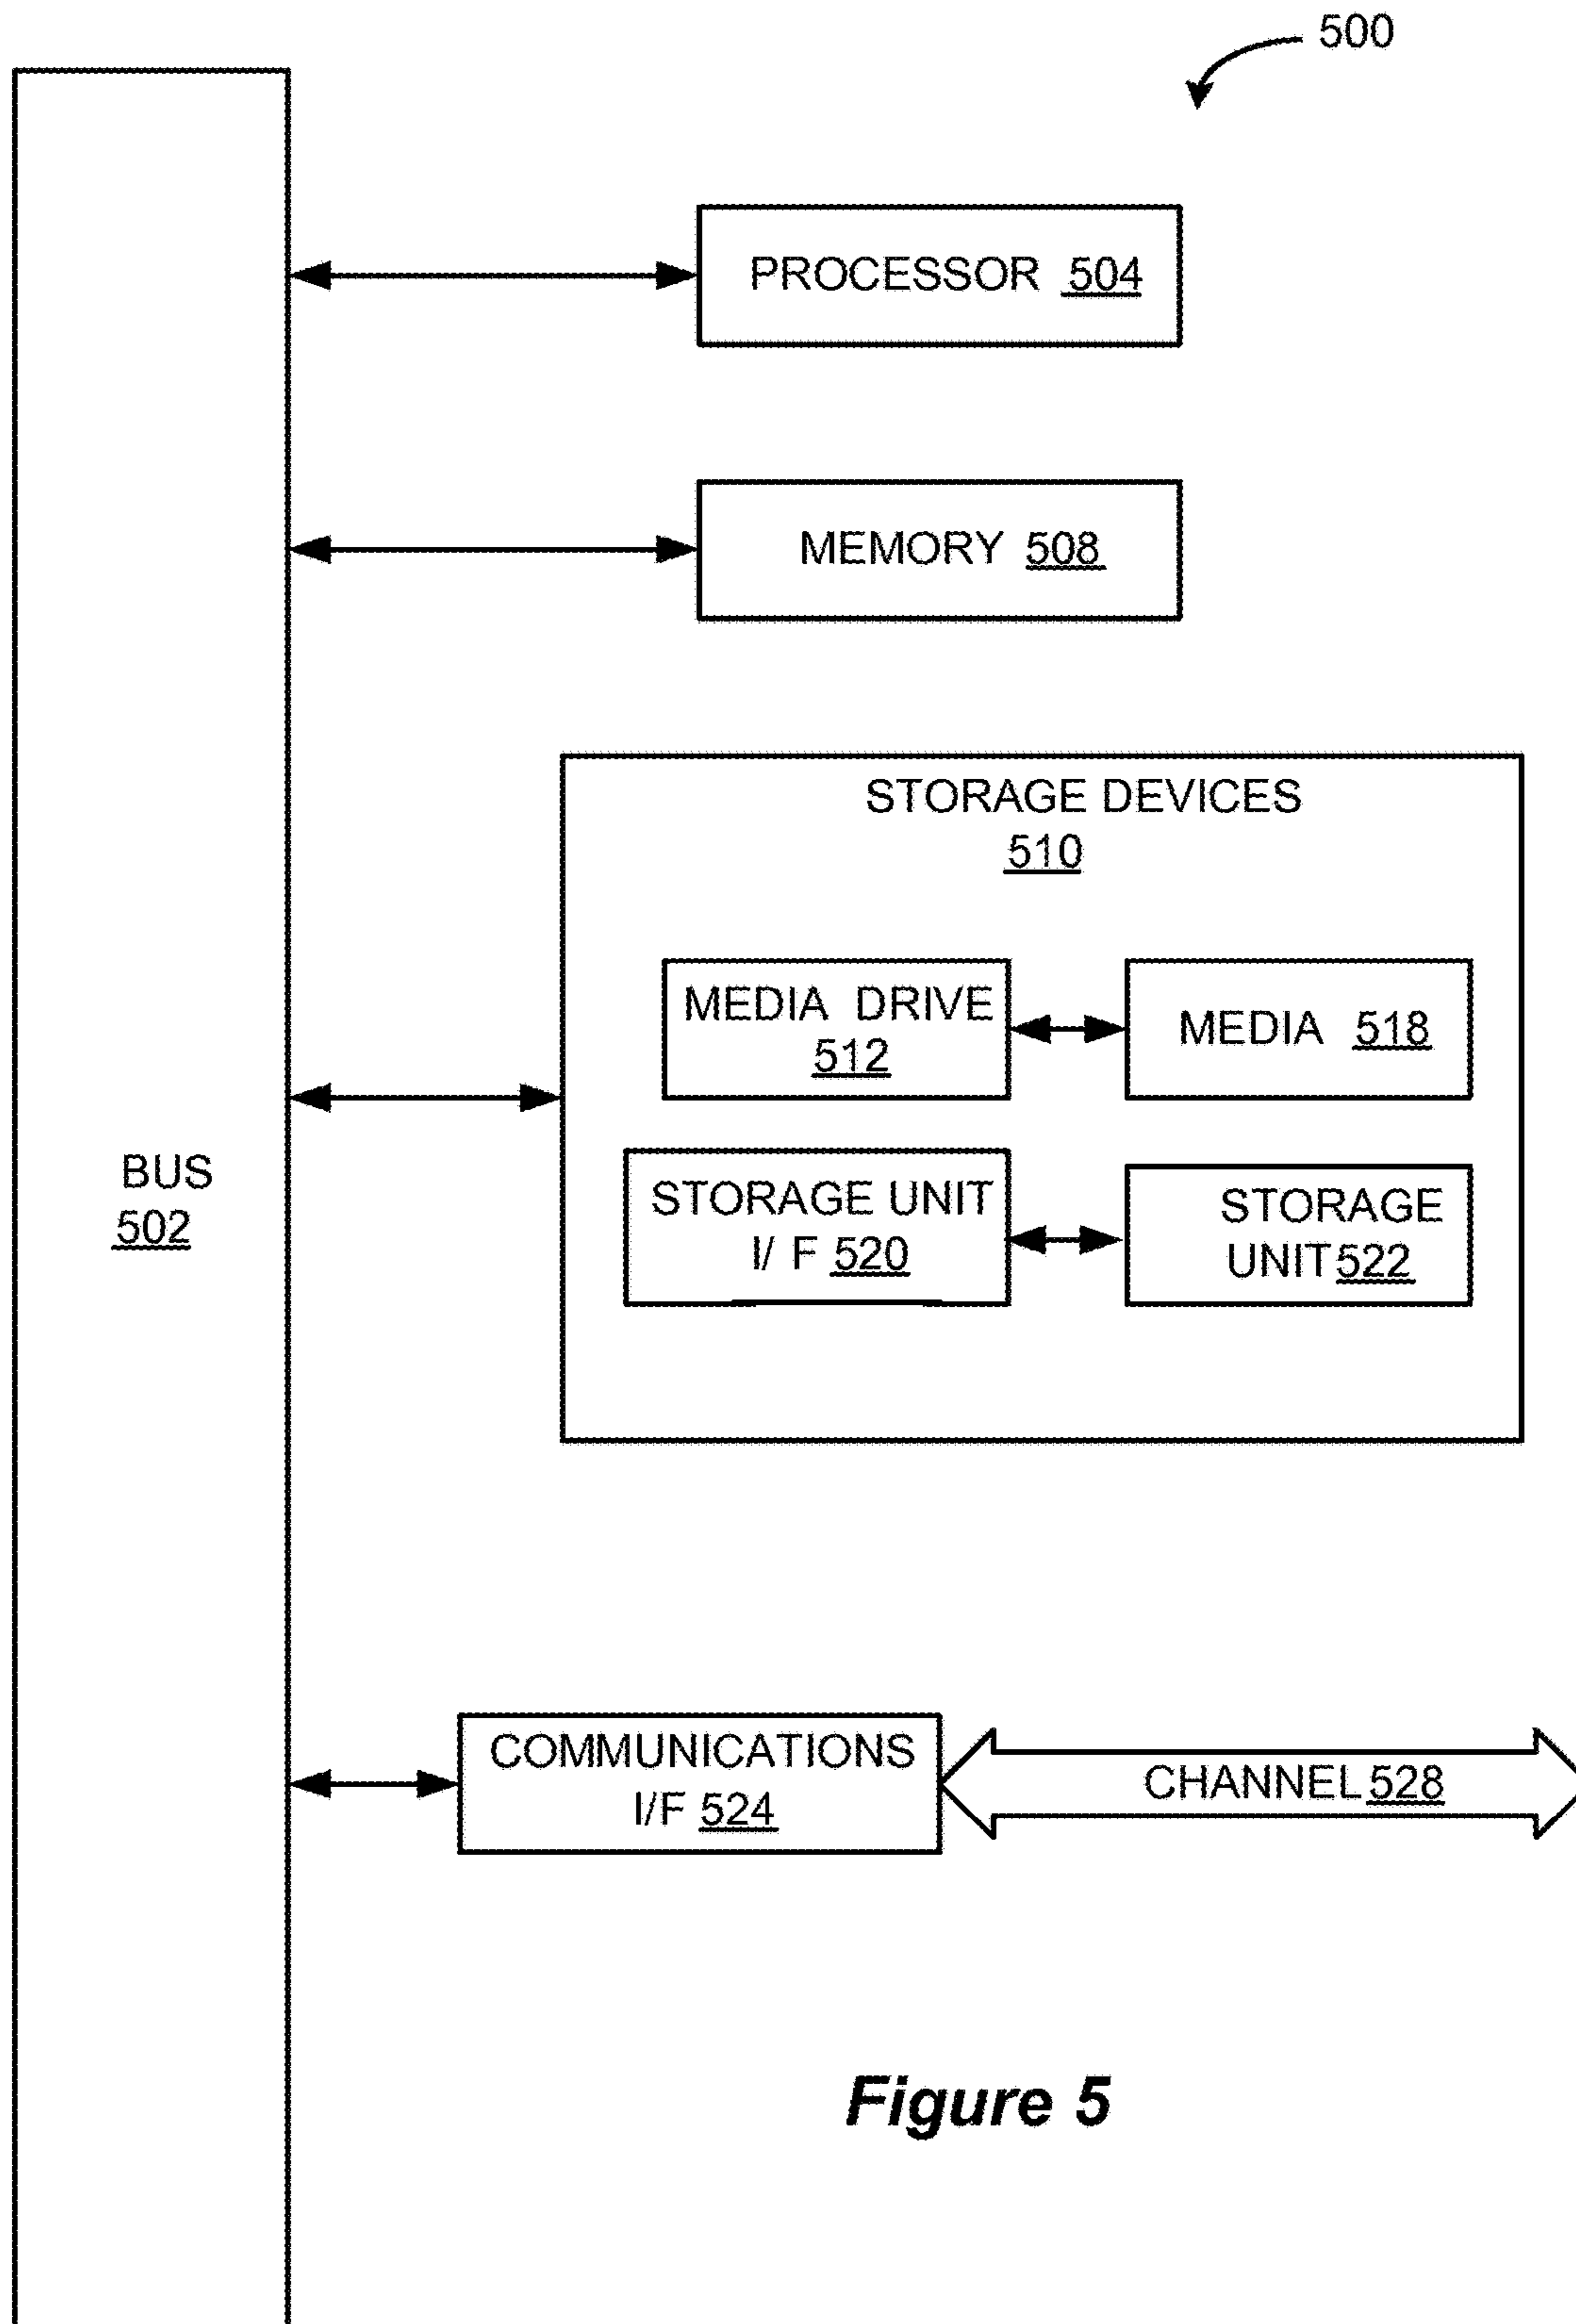 500
PROCESSOR 504
MEMORY 508
STORAGE DEVICES
510
MEDIA DRIVE
512
MEDIA 518
STORAGE UNIT
I/ F 520
STORAGE
UNIT 522
BUS
502
COMMUNICATIONS
I/F 524
CHANNEL 528
Figure 5